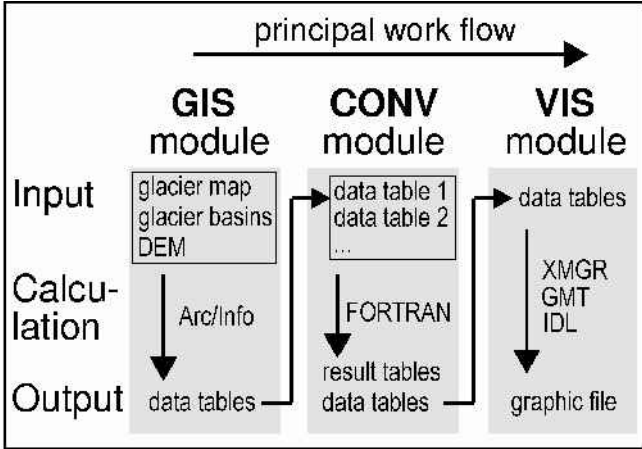 principal work flow
GIS
module
CONV
module
VIS
module
Input
glacier map
glacier basins
DEM
data table 1
data table 2
...
data tables
Calcu-
lation
Arc/Info
FORTRAN
XMGR
GMT
IDL
Output
data tables
result tables
data tables
graphic file